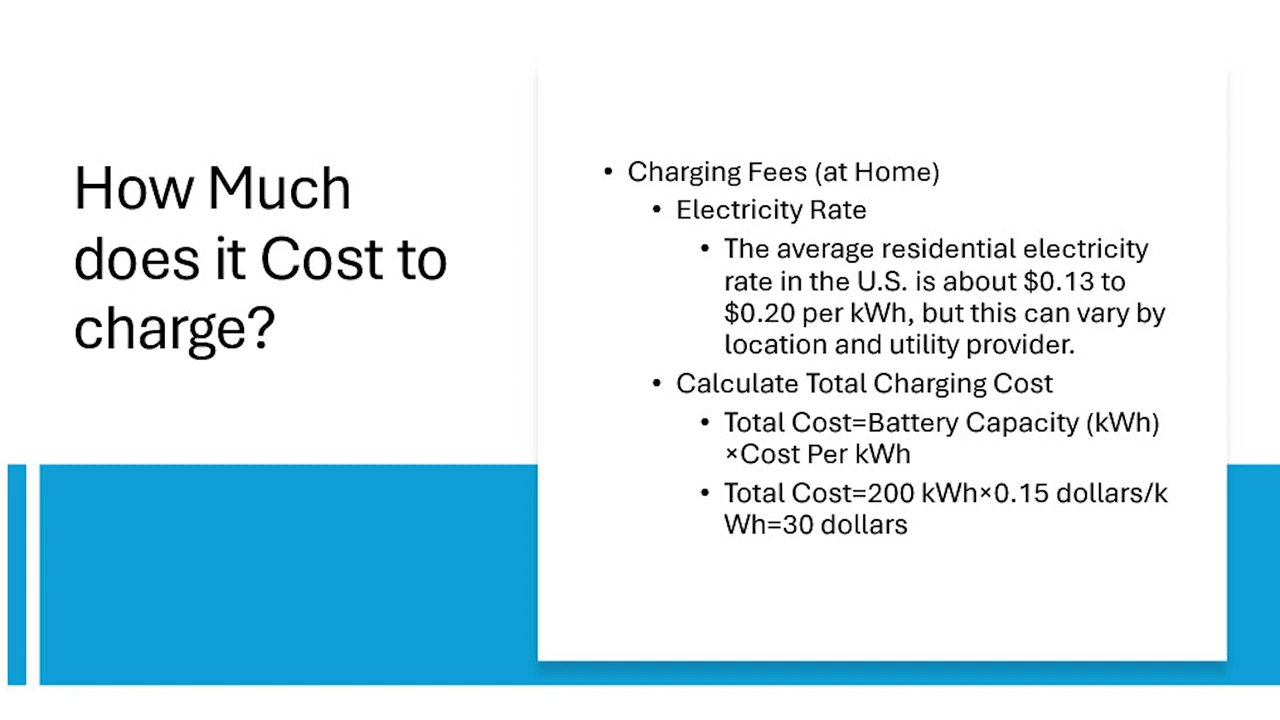 How Much
does it Cost to
charge?
• Charging Fees (at Home)
• Electricity Rate
• The average residential electricity
rate in the U.S. is about $0.13 to
$0.20 per kWh, but this can vary by
location and utility provider.
• Calculate Total Charging Cost
• Total Cost=Battery Capacity (kWh)
×Cost Per kWh
• Total Cost=200 kWh×0.15 dollars/k
Wh=30 dollars